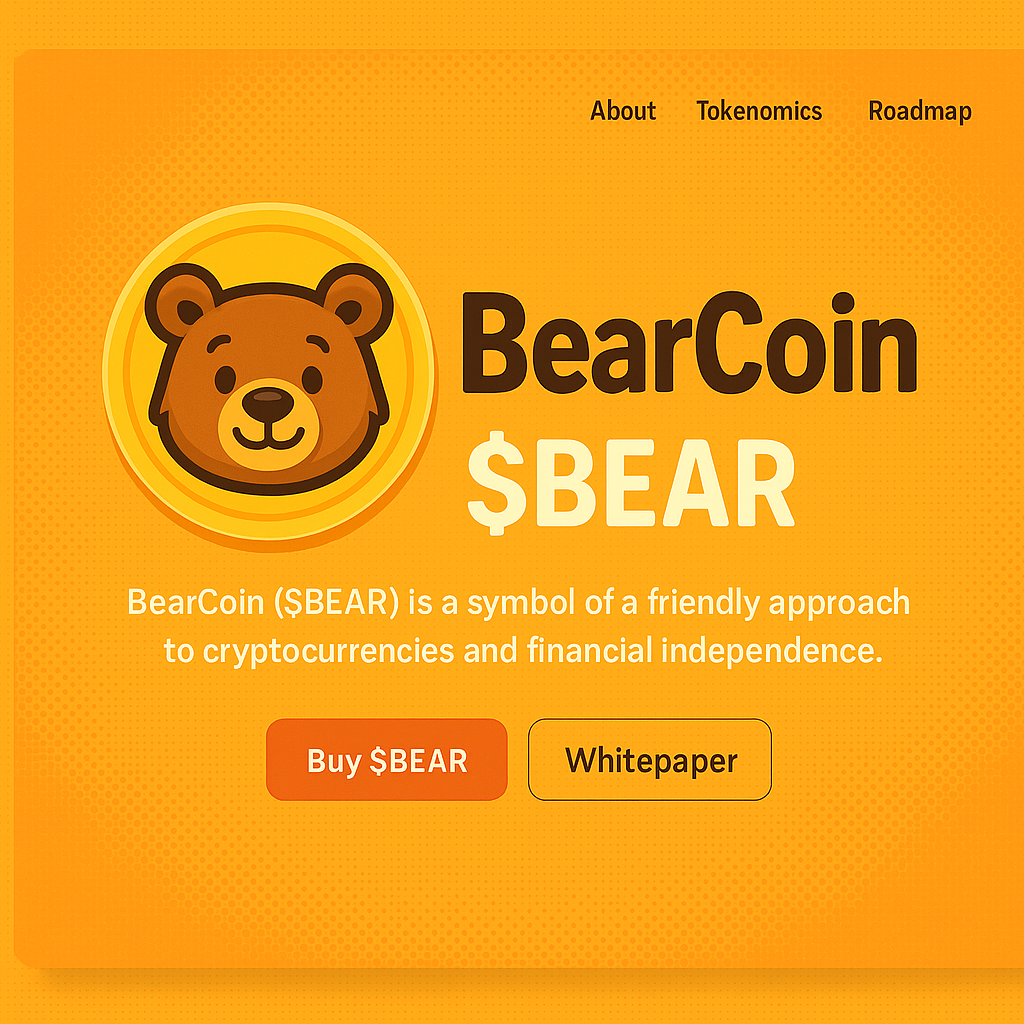 About Tokenomics Roadmap
BearCoin
$BEAR
BearCoin ($BEAR) is a symbol of a friendly approach
to cryptocurrencies and financial independence.
Buy $BEAR Whitepaper